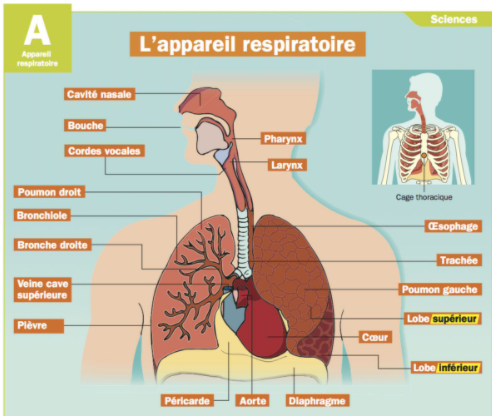 Sciences
A
Appareil
respiratoire
L'appareil respiratoire
Cavité nasale
Bouche
Cordes vocales
Pharynx
Larynx
Cage thoracique
Poumon droit
Bronchiole
Bronche droite
Veine cave
supérieure
Plèvre
Œsophage
Trachée
Poumon gauche
Lobe supérieur
Cœur
Lobe inférieur
Péricarde
Aorte
Diaphragme